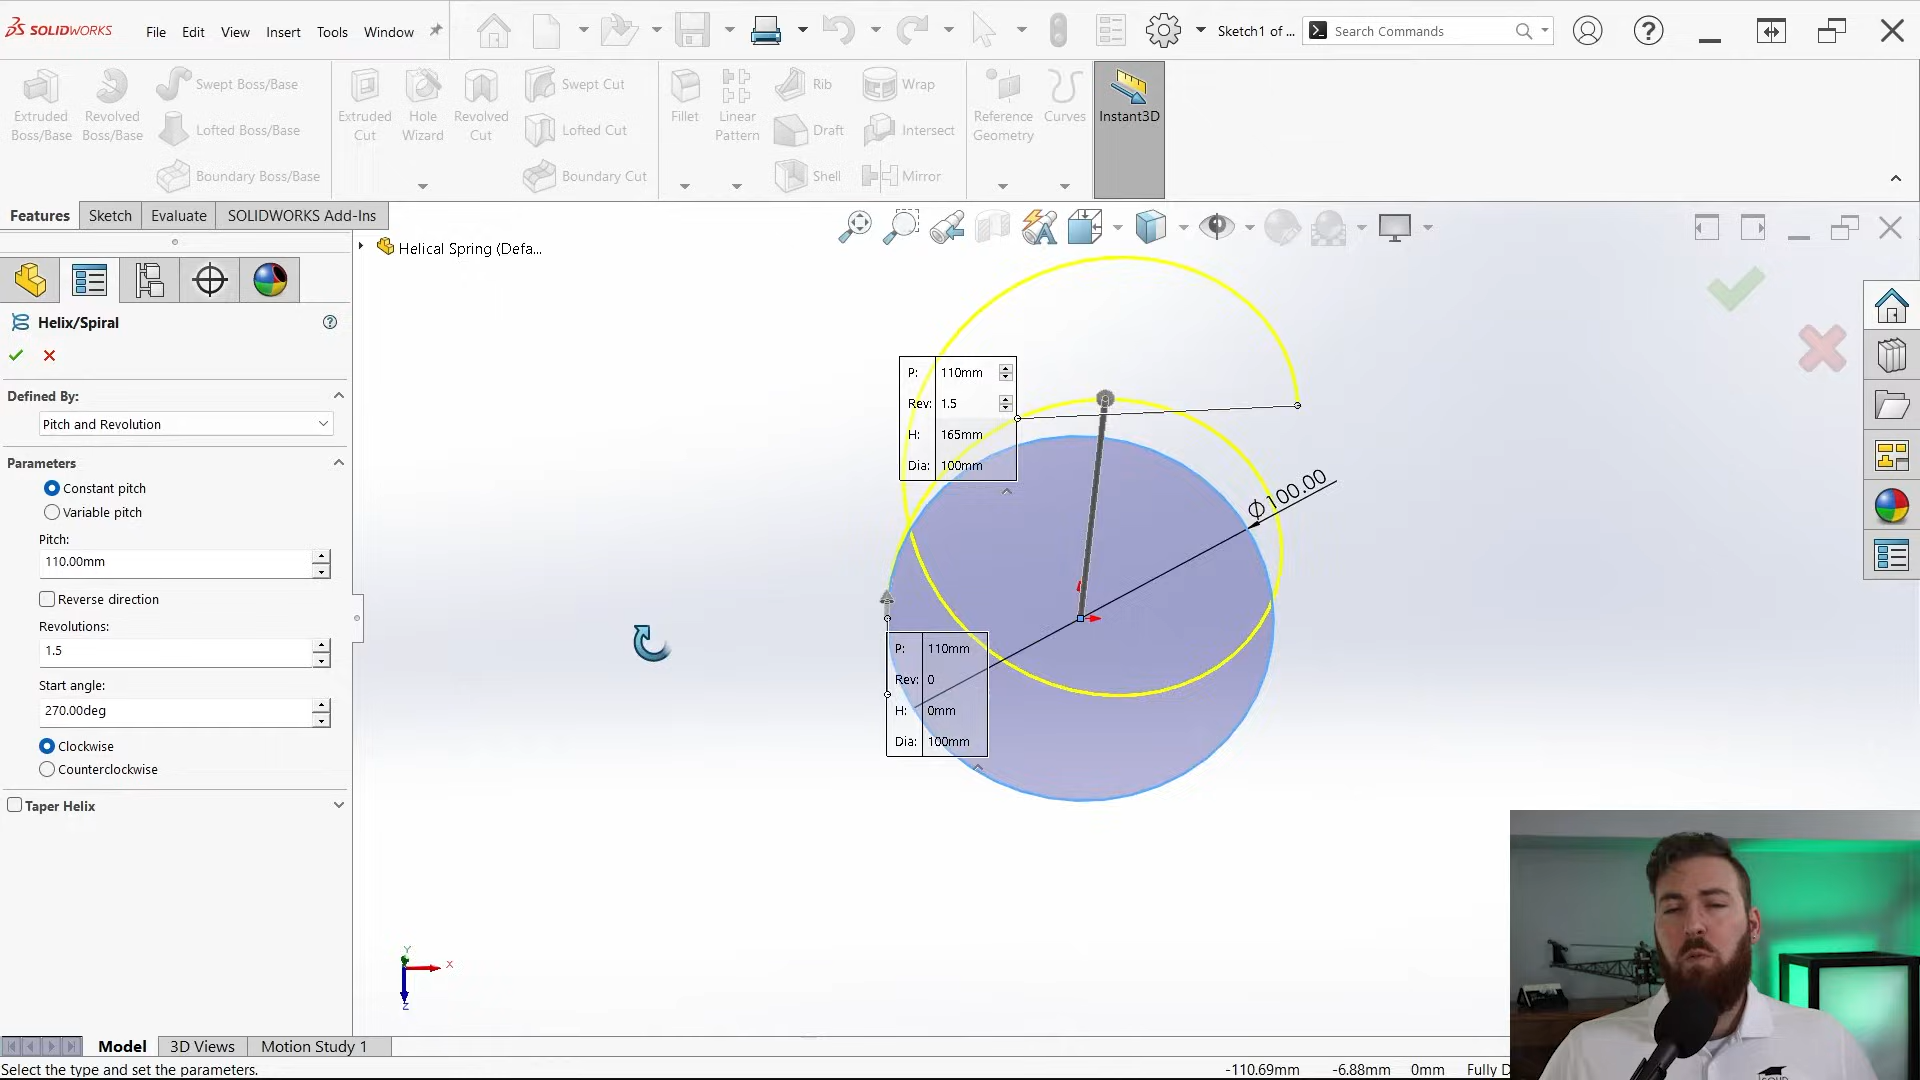 SOLIDWORKS File Edit View Insert Tools Window Sketch1 of ... Search Commands
Extruded Boss/Base
Revolved Boss/Base
Swept Boss/Base
Lofted Boss/Base
Boundary Boss/Base
Extruded Cut
Hole Wizard
Revolved Cut
Swept Cut
Lofted Cut
Boundary Cut
Fillet
Linear Pattern
Rib
Draft
Shell
Wrap
Intersect
Mirror
Reference Geometry
Curves
Instant3D
Features Sketch Evaluate SOLIDWORKS Add-Ins
Helical Spring (Defa...
Helix/Spiral
Defined By:
Pitch and Revolution
Parameters
Constant pitch
Variable pitch
Pitch:
110.00mm
Reverse direction
Revolutions:
1.5
Start angle:
270.00deg
Clockwise
Counterclockwise
Taper Helix
P: 110mm
Rev: 1.5
H: 165mm
Dia: 100mm
Φ100.00
P: 110mm
Rev: 0
H: 0mm
Dia: 100mm
Y
X
Z
Model 3D Views Motion Study 1
Select the type and set the parameters. -110.69mm -6.88mm 0mm Fully D